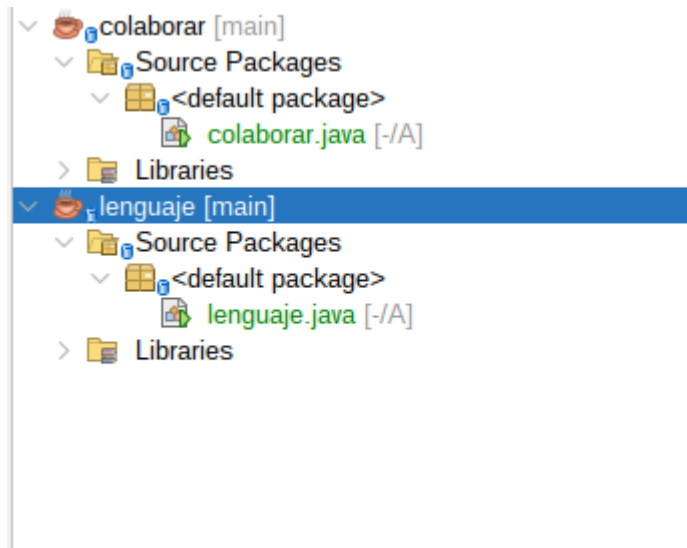 colaborar [main]
Source Packages
<default package>
colaborar.java [-/A]
Libraries
lenguaje [main]
Source Packages
<default package>
lenguaje.java [-/A]
Libraries